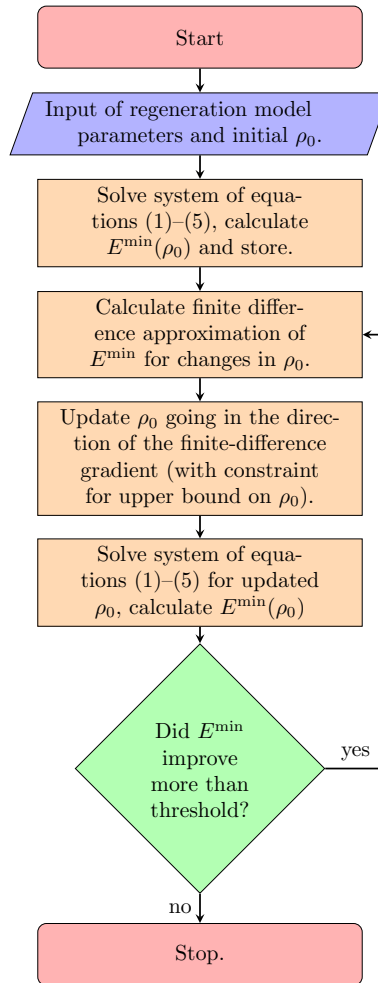 Start
Input of regeneration model
parameters and initial ρ₀.
Solve system of equa-
tions (1)–(5), calculate
Eᵐⁱⁿ(ρ₀) and store.
Calculate finite differ-
ence approximation of
Eᵐⁱⁿ for changes in ρ₀.
Update ρ₀ going in the direc-
tion of the finite-difference
gradient (with constraint
for upper bound on ρ₀).
Solve system of equa-
tions (1)–(5) for updated
ρ₀, calculate Eᵐⁱⁿ(ρ₀)
Did Eᵐⁱⁿ
improve
more than
threshold?
yes
no
Stop.